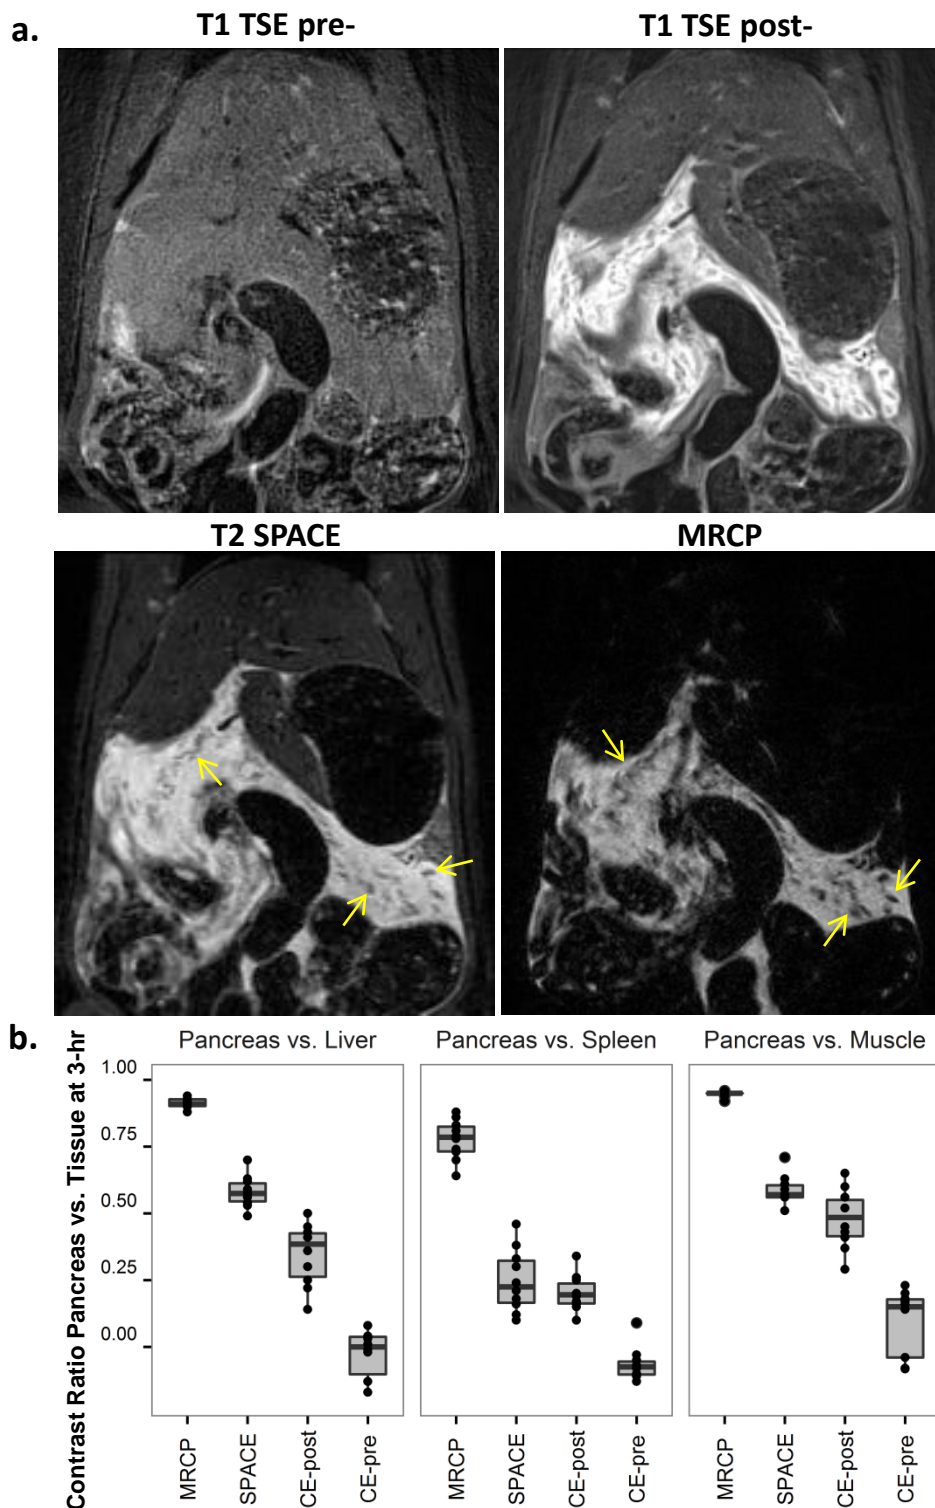 a.
T1 TSE pre-
T1 TSE post-
T2 SPACE
MRCP
b.
Pancreas vs. Liver
Pancreas vs. Spleen
Pancreas vs. Muscle
Contrast Ratio Pancreas vs. Tissue at 3-hr
1.00
0.75
0.50
0.25
0.00
MRCP
SPACE
CE-post
CE-pre
MRCP
SPACE
CE-post
CE-pre
MRCP
SPACE
CE-post
CE-pre